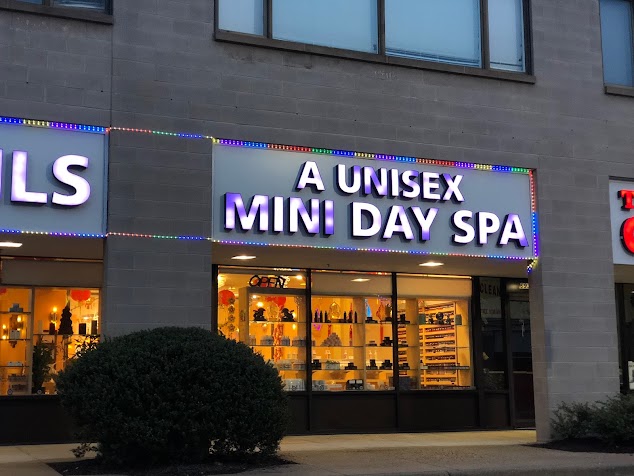 ILS
A UNISEX
MINI DAY SPA
OPEN